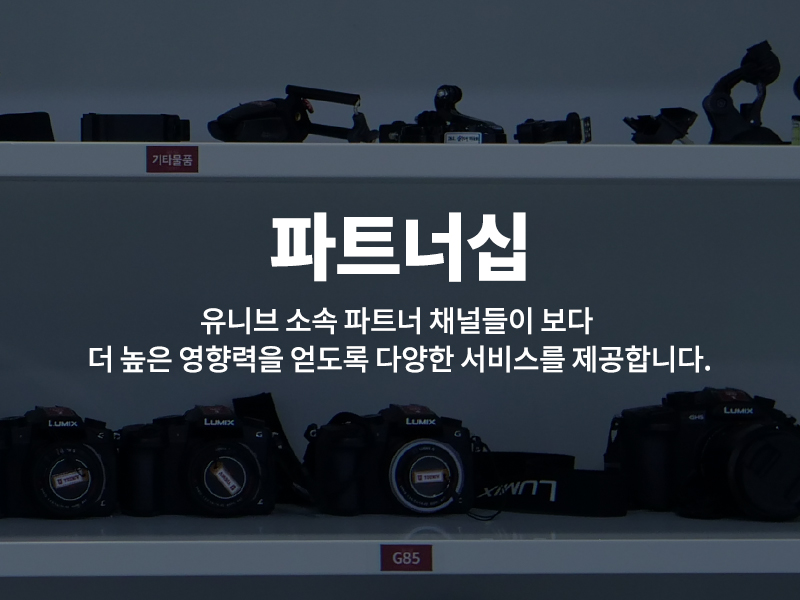 기타물품
파트너십
유니브 소속 파트너 채널들이 보다
더 높은 영향력을 얻도록 다양한 서비스를 제공합니다.
LUMIX
LUMIX
LUMIX
LUMIX
LUMIX
G85